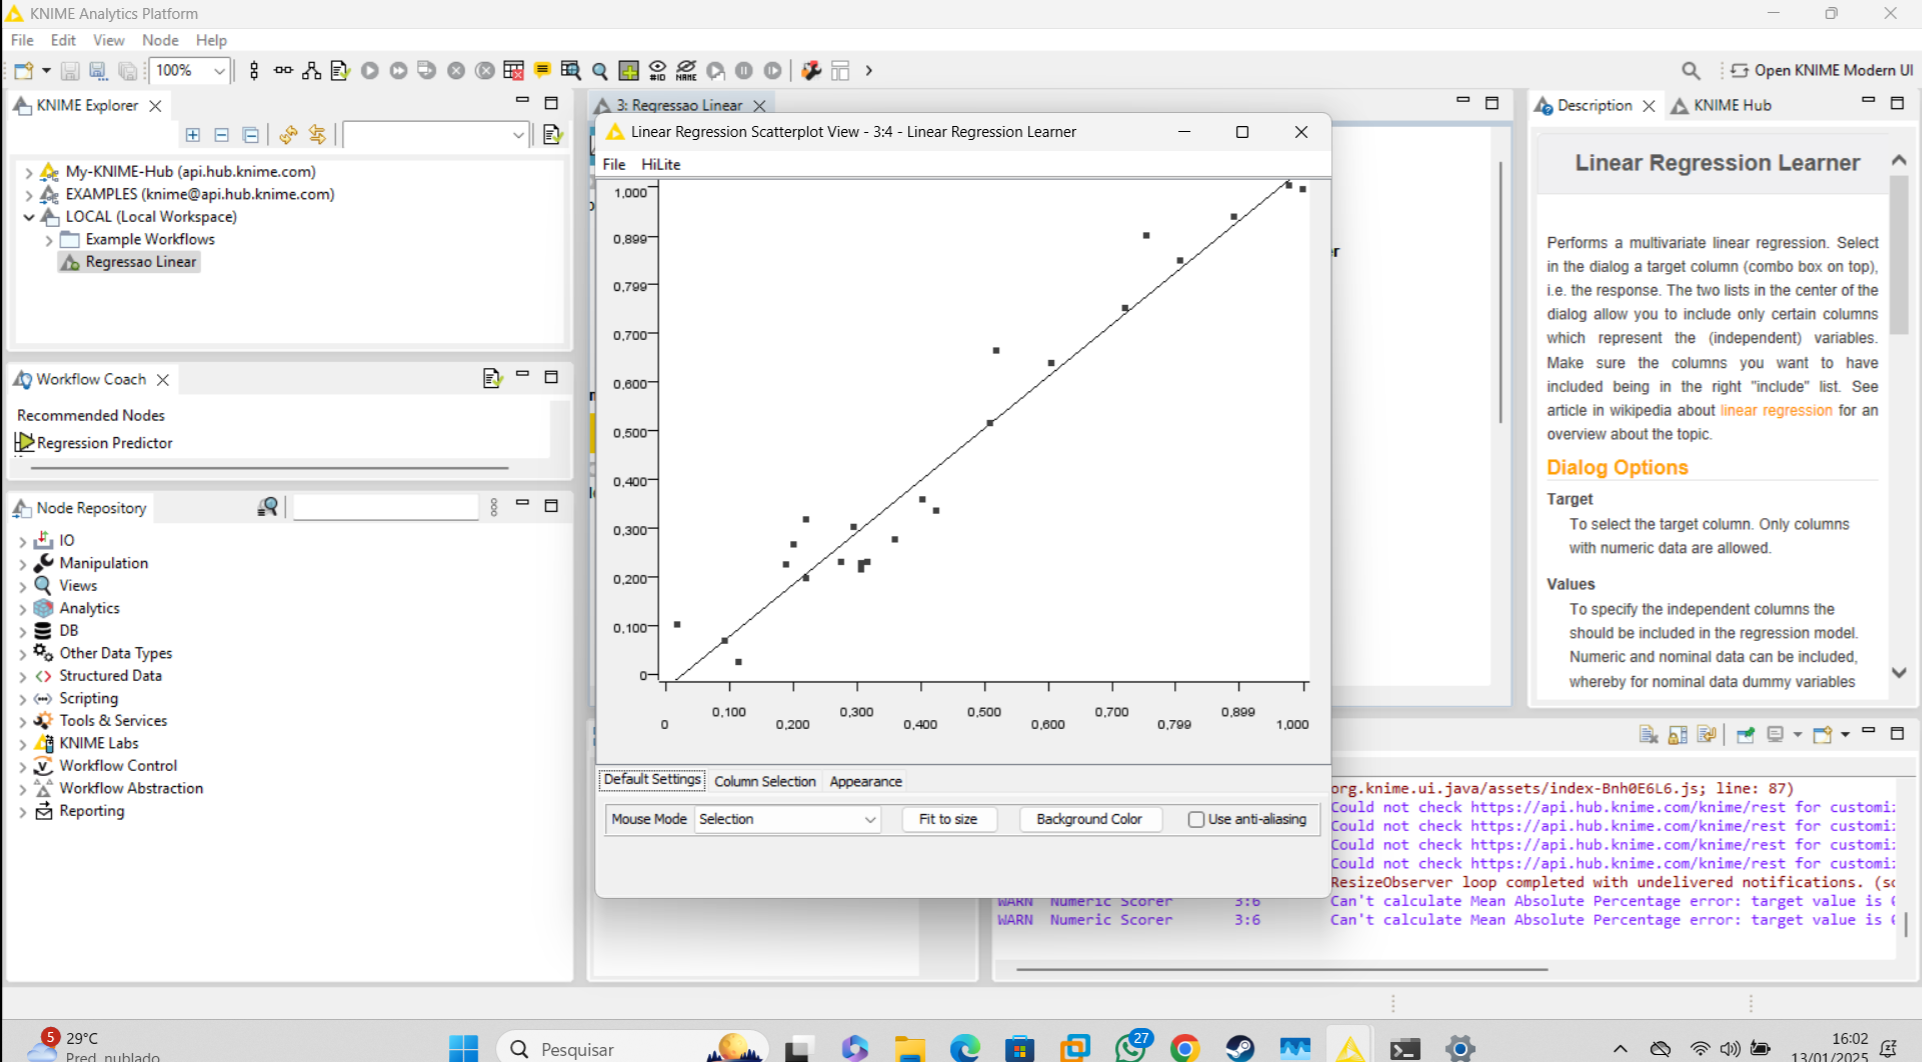 KNIME Analytics Platform
File Edit View Node Help
100%
Open KNIME Modern UI
KNIME Explorer
My-KNIME-Hub (api.hub.knime.com)
EXAMPLES (knime@api.hub.knime.com)
LOCAL (Local Workspace)
Example Workflows
Regressao Linear
Workflow Coach
Recommended Nodes
Regression Predictor
Node Repository
IO
Manipulation
Views
Analytics
DB
Other Data Types
Structured Data
Scripting
Tools & Services
KNIME Labs
Workflow Control
Workflow Abstraction
Reporting
3: Regressao Linear
Linear Regression Scatterplot View - 3:4 - Linear Regression Learner
File HiLite
1,000
0,899
0,799
0,700
0,600
0,500
0,400
0,300
0,200
0,100
0
0 0,100 0,200 0,300 0,400 0,500 0,600 0,700 0,799 0,899 1,000
Default Settings Column Selection Appearance
Mouse Mode Selection Fit to size Background Color Use anti-aliasing
Description KNIME Hub
Linear Regression Learner
Performs a multivariate linear regression. Select
in the dialog a target column (combo box on top),
i.e. the response. The two lists in the center of the
dialog allow you to include only certain columns
which represent the (independent) variables.
Make sure the columns you want to have
included being in the right "include" list. See
article in wikipedia about linear regression for an
overview about the topic.
Dialog Options
Target
To select the target column. Only columns
with numeric data are allowed.
Values
To specify the independent columns the
should be included in the regression model.
Numeric and nominal data can be included,
whereby for nominal data dummy variables
org.knime.ui.java/assets/index-Bnh0E6L6.js; line: 87)
Could not check https://api.hub.knime.com/knime/rest for customi
Could not check https://api.hub.knime.com/knime/rest for customi
Could not check https://api.hub.knime.com/knime/rest for customi
Could not check https://api.hub.knime.com/knime/rest for customi
ResizeObserver loop completed with undelivered notifications. (so
WARN Numeric Scorer 3:6 Can't calculate Mean Absolute Percentage error: target value is
WARN Numeric Scorer 3:6 Can't calculate Mean Absolute Percentage error: target value is
5
29°C
Pred. nublado
Pesquisar
27
16:02
13/01/2025